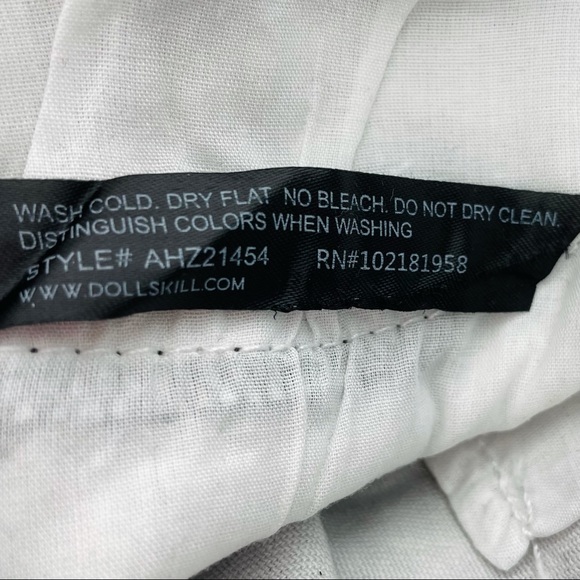 WASH COLD. DRY FLAT NO BLEACH. DO NOT DRY CLEAN.
DISTINGUISH COLORS WHEN WASHING
STYLE# AHZ21454 RN#102181958
WWW.DOLLSKILL.COM